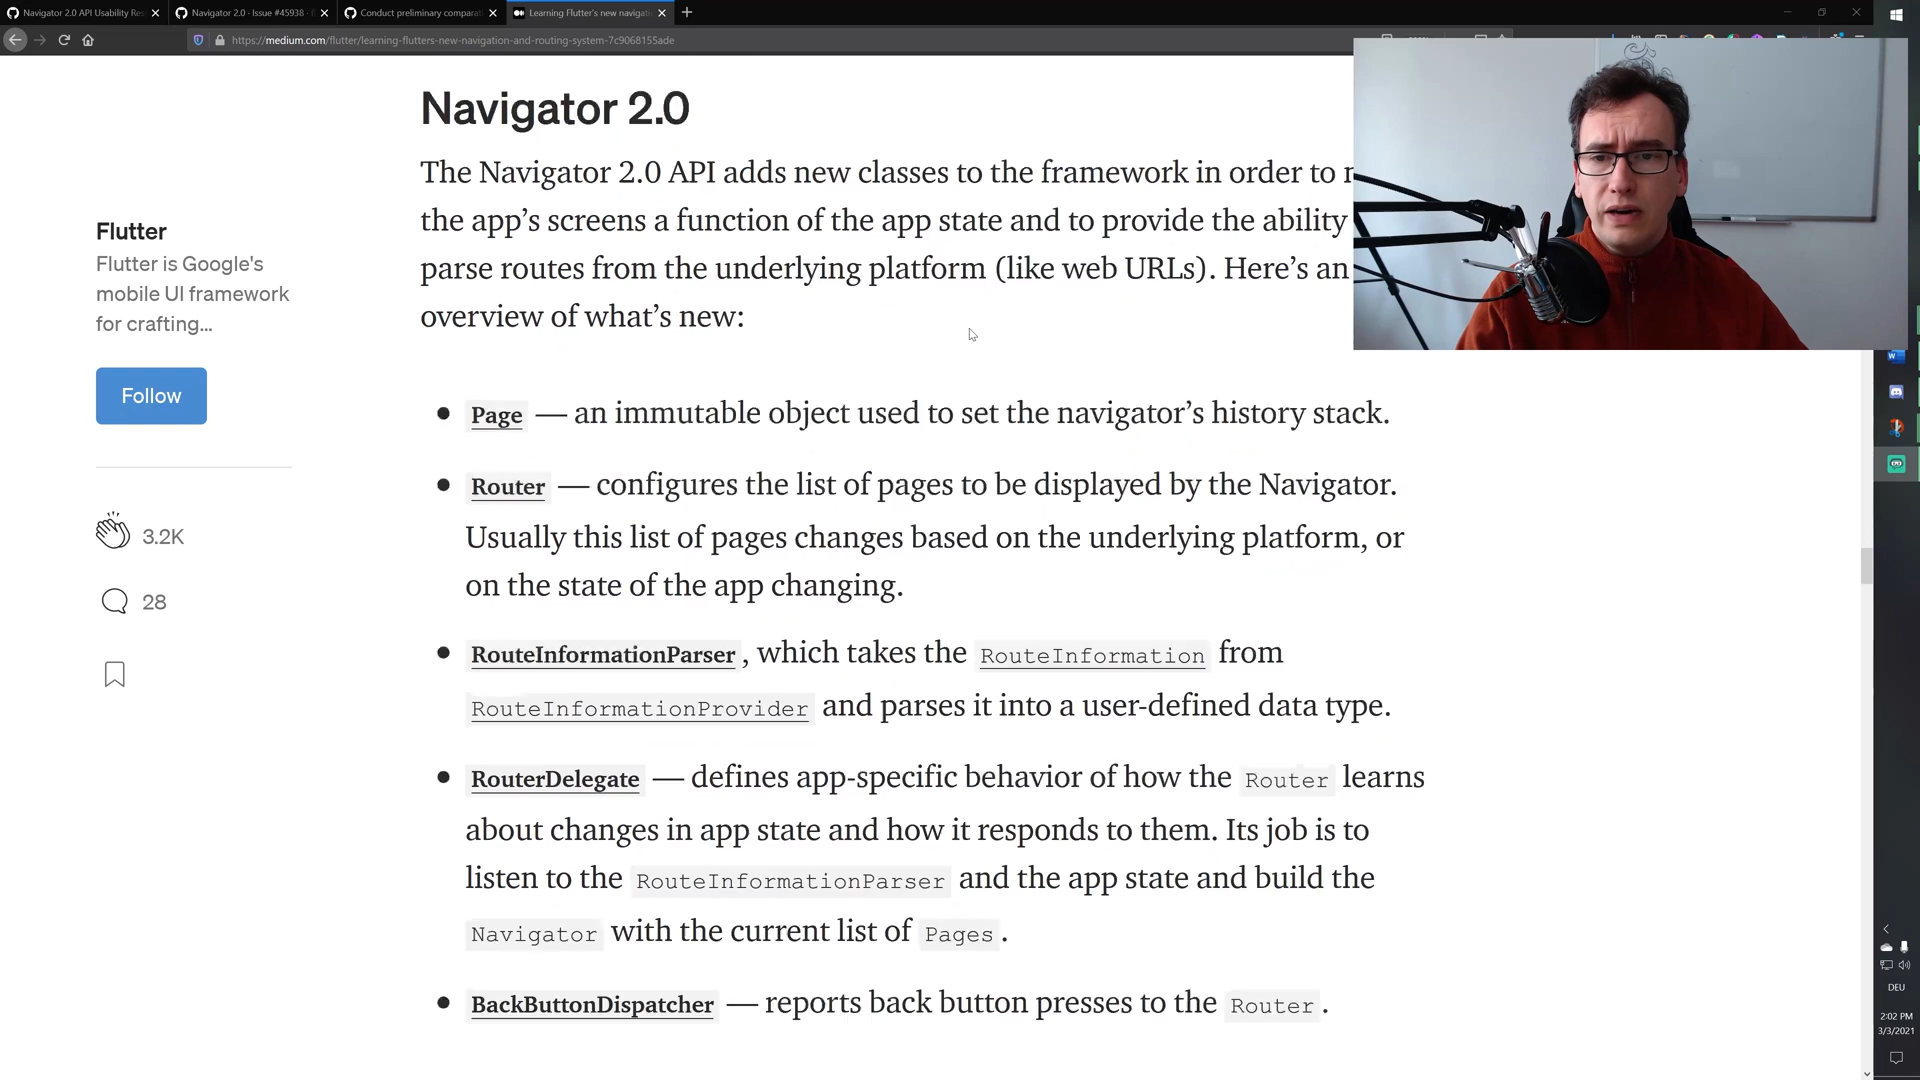 Navigator 2.0 API Usability Res
Navigator 2.0 · Issue #45938 ·
Conduct preliminary comparat
Learning Flutter's new navigati
https://medium.com/flutter/learning-flutters-new-navigation-and-routing-system-7c9068155ade
Navigator 2.0
The Navigator 2.0 API adds new classes to the framework in order to
the app’s screens a function of the app state and to provide the ability
parse routes from the underlying platform (like web URLs). Here’s an
overview of what’s new:
Flutter
Flutter is Google's
mobile UI framework
for crafting...
Follow
3.2K
28
• Page — an immutable object used to set the navigator’s history stack.
• Router — configures the list of pages to be displayed by the Navigator.
Usually this list of pages changes based on the underlying platform, or
on the state of the app changing.
• RouteInformationParser, which takes the RouteInformation from
RouteInformationProvider and parses it into a user-defined data type.
• RouterDelegate — defines app-specific behavior of how the Router learns
about changes in app state and how it responds to them. Its job is to
listen to the RouteInformationParser and the app state and build the
Navigator with the current list of Pages.
• BackButtonDispatcher — reports back button presses to the Router.
DEU
2:02 PM
3/3/2021